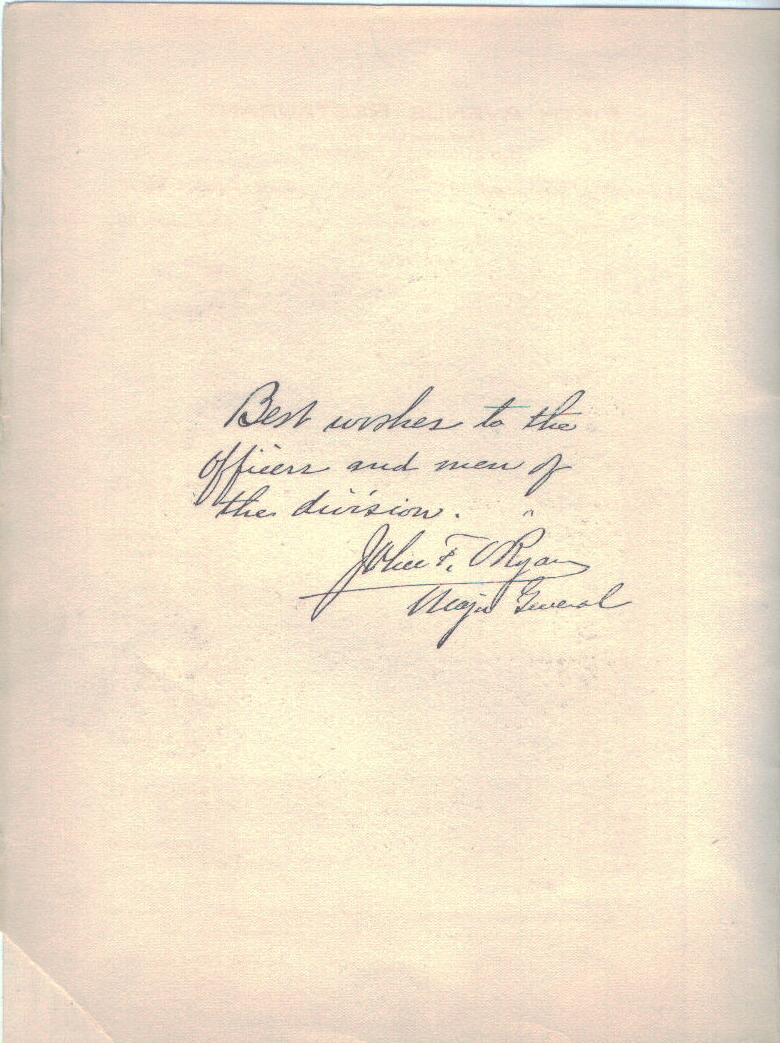 Best wishes to the
officers and men of
the division.
John F. O'Ryan
Major General